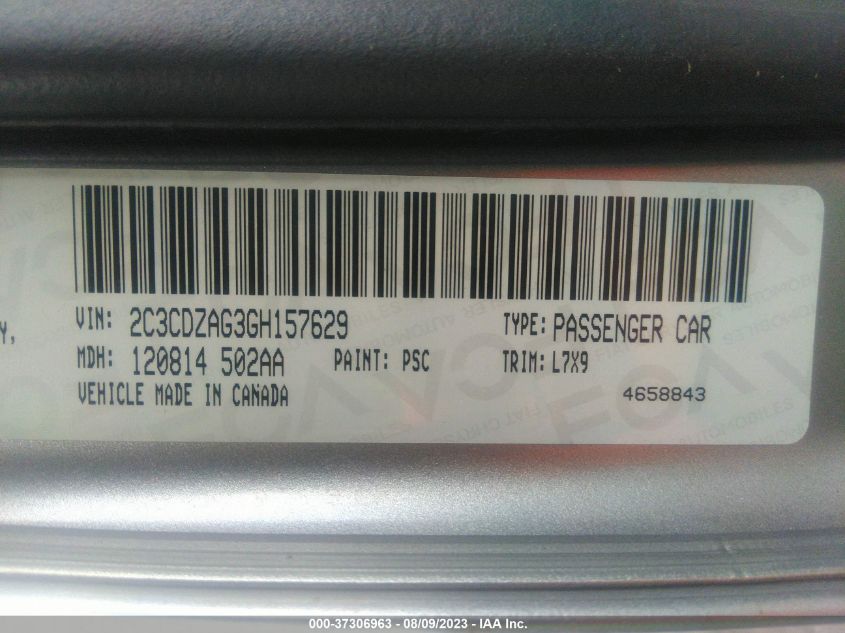 VIN: 2C3CDZAG3GH157629 TYPE: PASSENGER CAR
Y,
MDH: 120814 502AA PAINT: PSC TRIM: L7X9
VEHICLE MADE IN CANADA 4658843
000-37306963 - 08/09/2023 - IAA Inc.